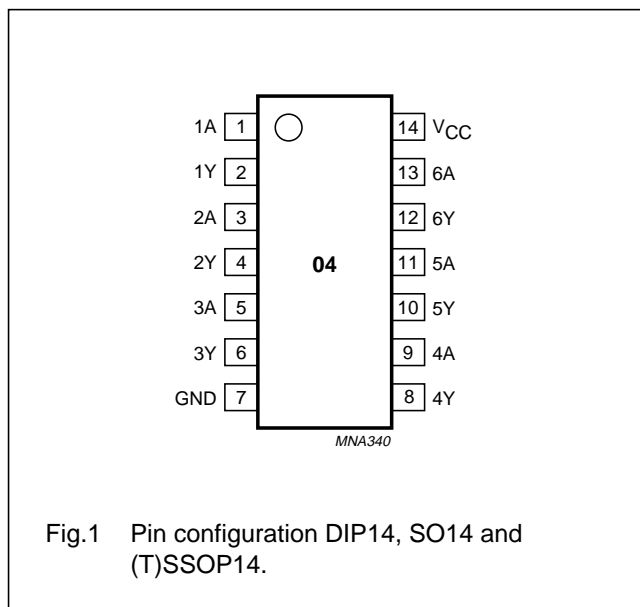 1A 1 14 VCC
1Y 2 13 6A
2A 3 12 6Y
2Y 4 04 11 5A
3A 5 10 5Y
3Y 6 9 4A
GND 7 8 4Y
MNA340
Fig.1 Pin configuration DIP14, SO14 and
(T)SSOP14.